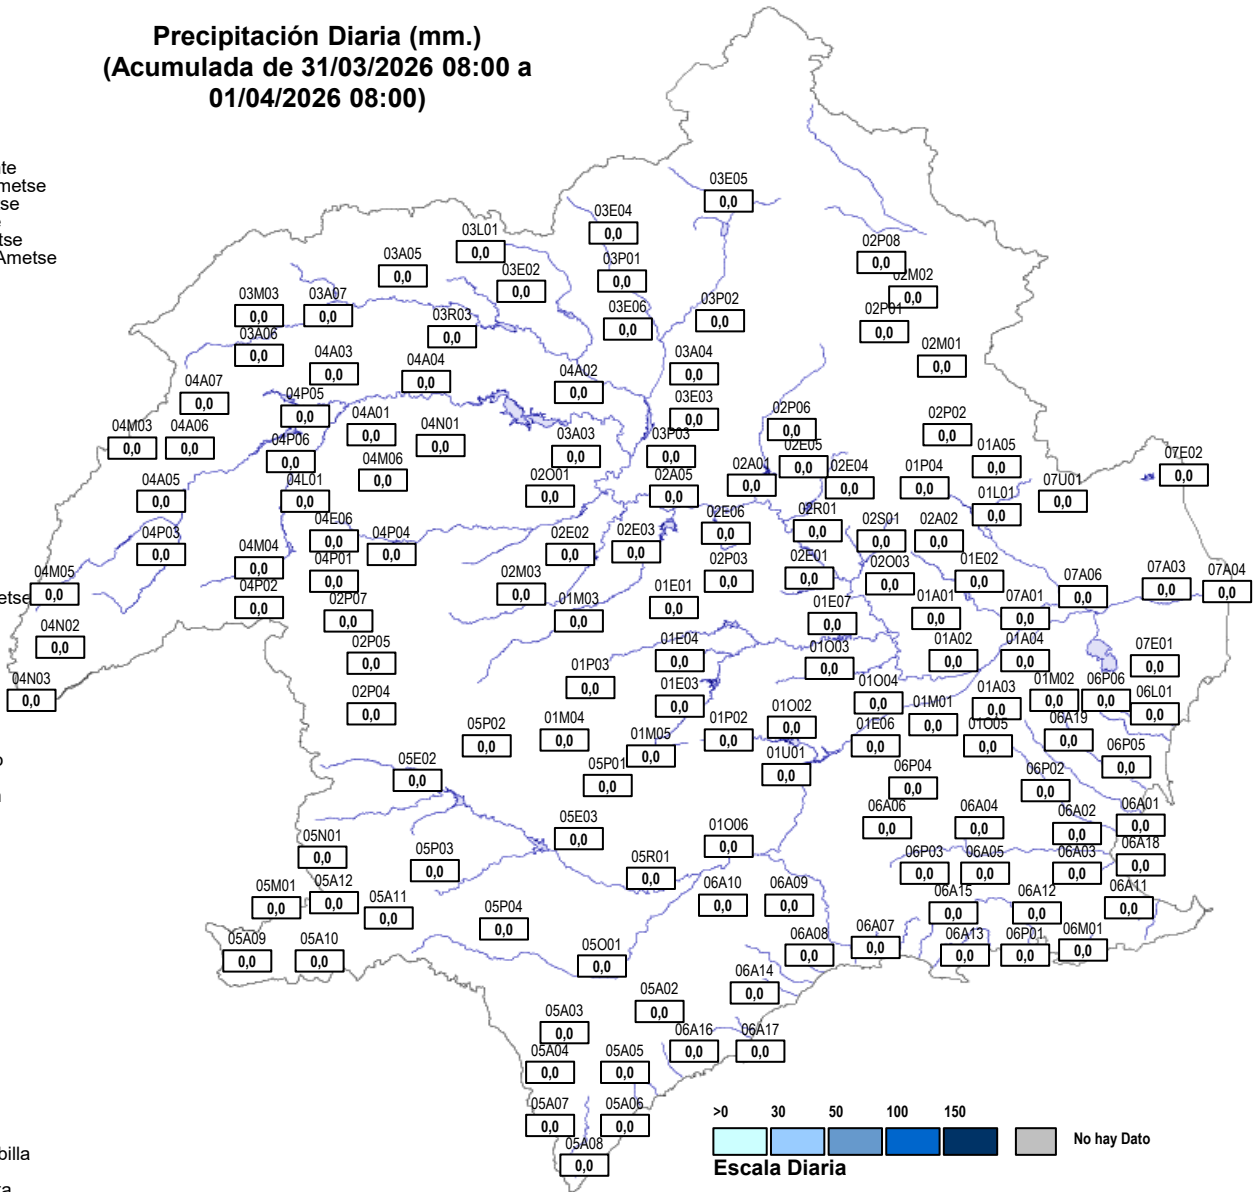 Precipitación Diaria (mm.)
(Acumulada de 31/03/2026 08:00 a
01/04/2026 08:00)
03E05
0,0
03E04
0,0
03L01
0,0
03A05
0,0
03P01
0,0
03E02
0,0
02P08
0,0
02M02
0,0
03M03
0,0
03A07
0,0
03P02
0,0
03E06
0,0
03R03
0,0
02P01
0,0
03A06
0,0
04A03
0,0
04A04
0,0
03A04
0,0
02M01
0,0
04A02
0,0
04A07
0,0
04P05
0,0
03E03
0,0
04A01
0,0
02P06
0,0
02P02
0,0
04M03
0,0
04A06
0,0
04N01
0,0
03A03
0,0
03P03
0,0
04P06
0,0
02E05
0,0
01A05
0,0
07E02
0,0
04M06
0,0
02A01
0,0
02E04
0,0
01P04
0,0
04A05
0,0
04L01
0,0
02O01
0,0
02A05
0,0
07U01
0,0
01L01
0,0
04E06
0,0
02E06
0,0
02R01
0,0
02S01
0,0
02A02
0,0
04P03
0,0
04P04
0,0
02E02
0,0
02E03
0,0
04M04
0,0
04P01
0,0
02P03
0,0
02E01
0,0
02O03
0,0
01E02
0,0
04M05
0,0
02M03
0,0
07A06
0,0
07A03
0,0
07A04
0,0
04P02
0,0
01E01
0,0
02P07
0,0
01M03
0,0
01E07
0,0
01A01
0,0
07A01
0,0
04N02
0,0
02P05
0,0
01E04
0,0
01O03
0,0
01A02
0,0
01A04
0,0
07E01
0,0
01P03
0,0
04N03
0,0
02P04
0,0
01E03
0,0
01O04
0,0
01A03
0,0
01M02
0,0
06P06
0,0
06L01
0,0
05P02
0,0
01M04
0,0
01P02
0,0
01O02
0,0
01M01
0,0
01E06
0,0
01O05
0,0
06A19
0,0
01M05
0,0
01U01
0,0
06P05
0,0
05E02
0,0
05P01
0,0
06P04
0,0
06P02
0,0
05E03
0,0
01O06
0,0
06A06
0,0
06A04
0,0
06A02
0,0
06A01
0,0
05N01
0,0
05P03
0,0
05R01
0,0
06P03
0,0
06A05
0,0
06A03
0,0
06A18
0,0
05M01
0,0
05A12
0,0
05A11
0,0
06A10
0,0
06A09
0,0
06A15
0,0
06A12
0,0
06A11
0,0
05P04
0,0
05A09
0,0
05A10
0,0
05O01
0,0
06A08
0,0
06A07
0,0
06A13
0,0
06P01
0,0
06M01
0,0
06A14
0,0
05A02
0,0
05A03
0,0
06A16
0,0
06A17
0,0
05A04
0,0
05A05
0,0
05A07
0,0
05A06
0,0
05A08
0,0
>0 30 50 100 150
No hay Dato
Escala Diaria